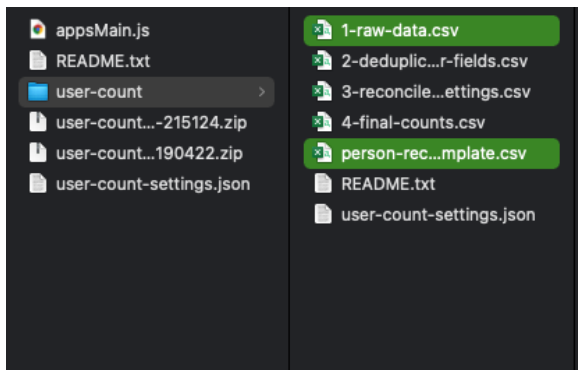 appsMain.js
README.txt
user-count
user-count...-215124.zip
user-count...190422.zip
user-count-settings.json
1-raw-data.csv
2-deduplic...r-fields.csv
3-reconcile...ettings.csv
4-final-counts.csv
person-rec...mplate.csv
README.txt
user-count-settings.json